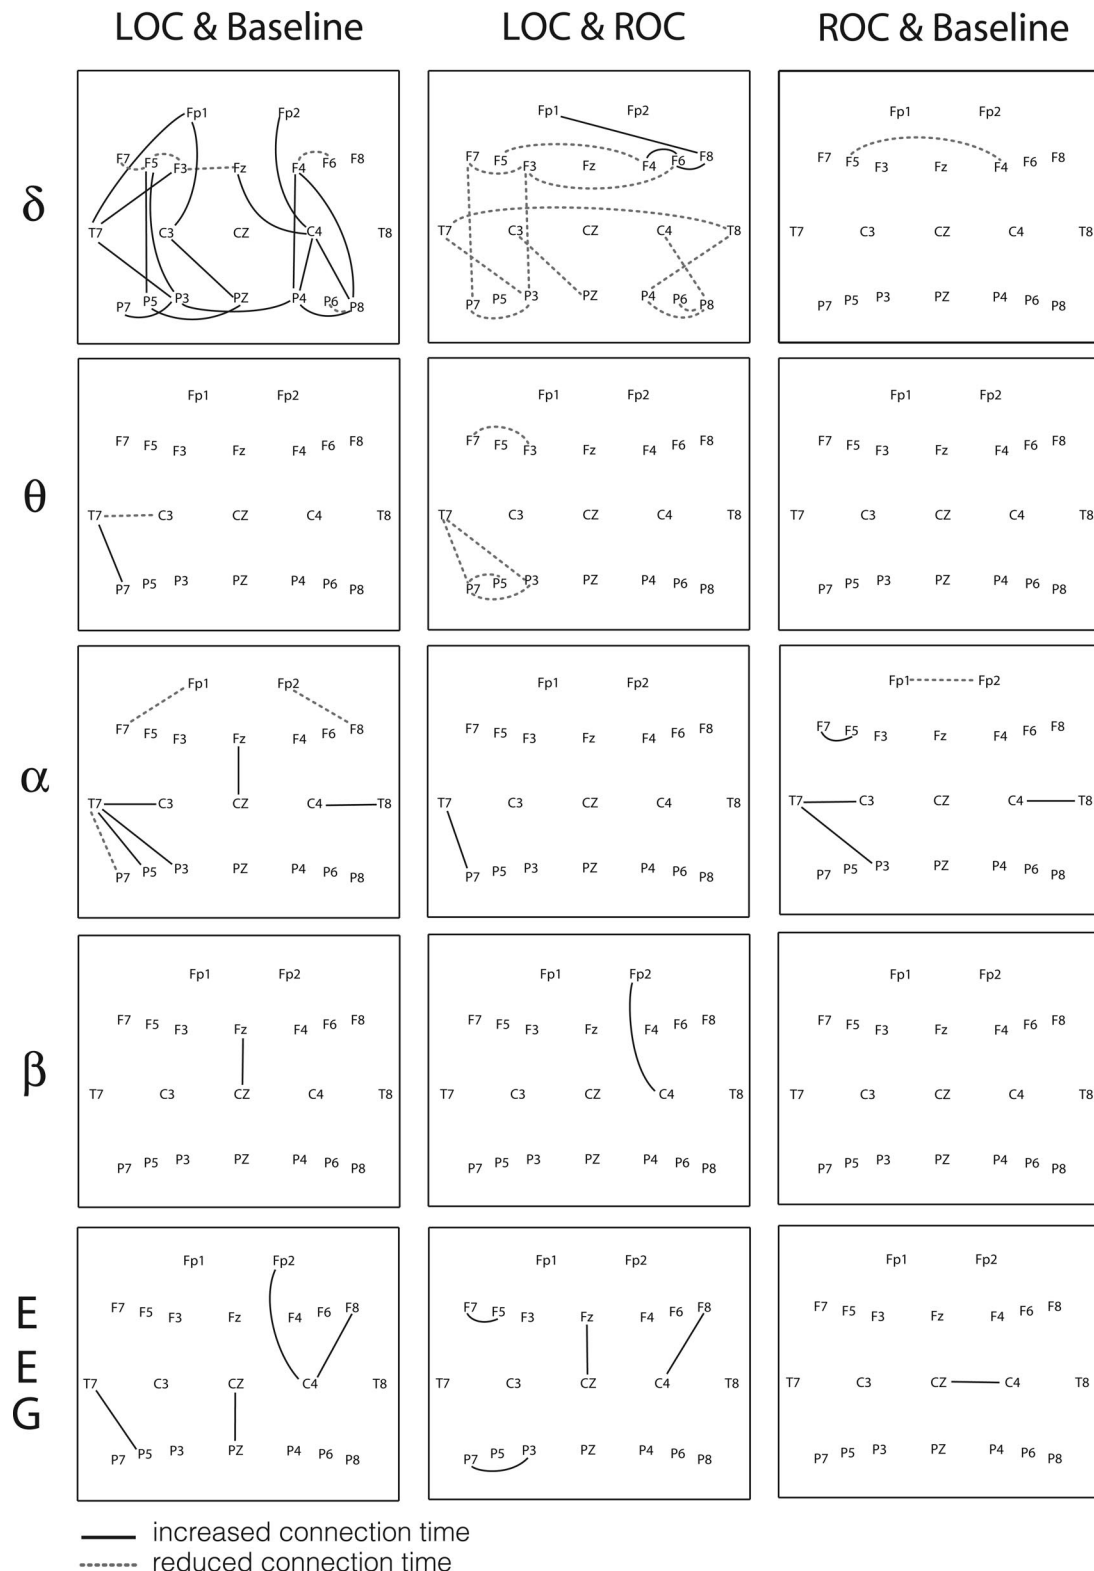 LOC & Baseline LOC & ROC ROC & Baseline
δ
Fp1 Fp2 Fp1 Fp2 Fp1 Fp2
F7 F5 F3 Fz F4 F6 F8 F7 F5 F3 Fz F4 F6 F8 F7 F5 F3 Fz F4 F6 F8
T7 C3 CZ C4 T8 T7 C3 CZ C4 T8 T7 C3 CZ C4 T8
P7 P5 P3 PZ P4 P6 P8 P7 P5 P3 PZ P4 P6 P8 P7 P5 P3 PZ P4 P6 P8
θ
Fp1 Fp2 Fp1 Fp2 Fp1 Fp2
F7 F5 F3 Fz F4 F6 F8 F7 F5 F3 Fz F4 F6 F8 F7 F5 F3 Fz F4 F6 F8
T7 C3 CZ C4 T8 T7 C3 CZ C4 T8 T7 C3 CZ C4 T8
P7 P5 P3 PZ P4 P6 P8 P7 P5 P3 PZ P4 P6 P8 P7 P5 P3 PZ P4 P6 P8
α
Fp1 Fp2 Fp1 Fp2 Fp1 Fp2
F7 F5 F3 Fz F4 F6 F8 F7 F5 F3 Fz F4 F6 F8 F7 F5 F3 Fz F4 F6 F8
T7 C3 CZ C4 T8 T7 C3 CZ C4 T8 T7 C3 CZ C4 T8
P7 P5 P3 PZ P4 P6 P8 P7 P5 P3 PZ P4 P6 P8 P7 P5 P3 PZ P4 P6 P8
β
Fp1 Fp2 Fp1 Fp2 Fp1 Fp2
F7 F5 F3 Fz F4 F6 F8 F7 F5 F3 Fz F4 F6 F8 F7 F5 F3 Fz F4 F6 F8
T7 C3 CZ C4 T8 T7 C3 CZ C4 T8 T7 C3 CZ C4 T8
P7 P5 P3 PZ P4 P6 P8 P7 P5 P3 PZ P4 P6 P8 P7 P5 P3 PZ P4 P6 P8
E
E
G
Fp1 Fp2 Fp1 Fp2 Fp1 Fp2
F7 F5 F3 Fz F4 F6 F8 F7 F5 F3 Fz F4 F6 F8 F7 F5 F3 Fz F4 F6 F8
T7 C3 CZ C4 T8 T7 C3 CZ C4 T8 T7 C3 CZ C4 T8
P7 P5 P3 PZ P4 P6 P8 P7 P5 P3 PZ P4 P6 P8 P7 P5 P3 PZ P4 P6 P8
increased connection time
reduced connection time